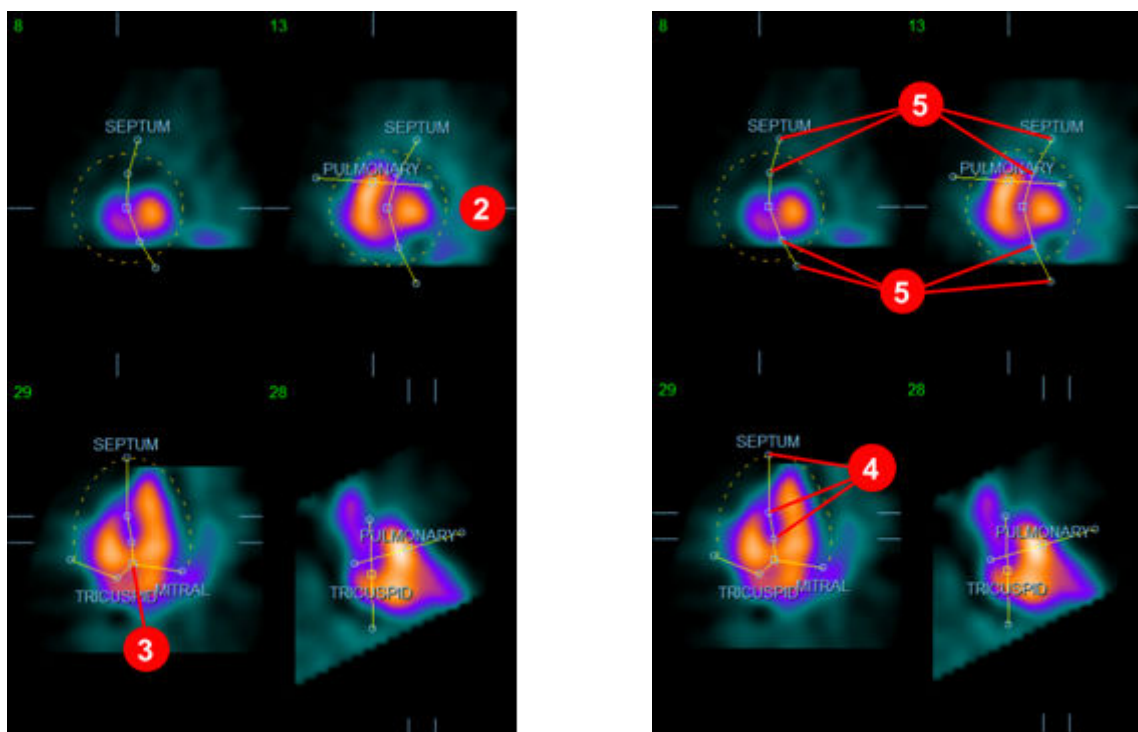 8 13
SEPTUM SEPTUM
PULMONARY
2
29 28
SEPTUM
PULMONARY
TRICUSPID MITRAL TRICUSPID
3
8 13
5
SEPTUM SEPTUM
PULMONARY
5
29 28
SEPTUM
4
PULMONARY
TRICUSPID MITRAL TRICUSPID